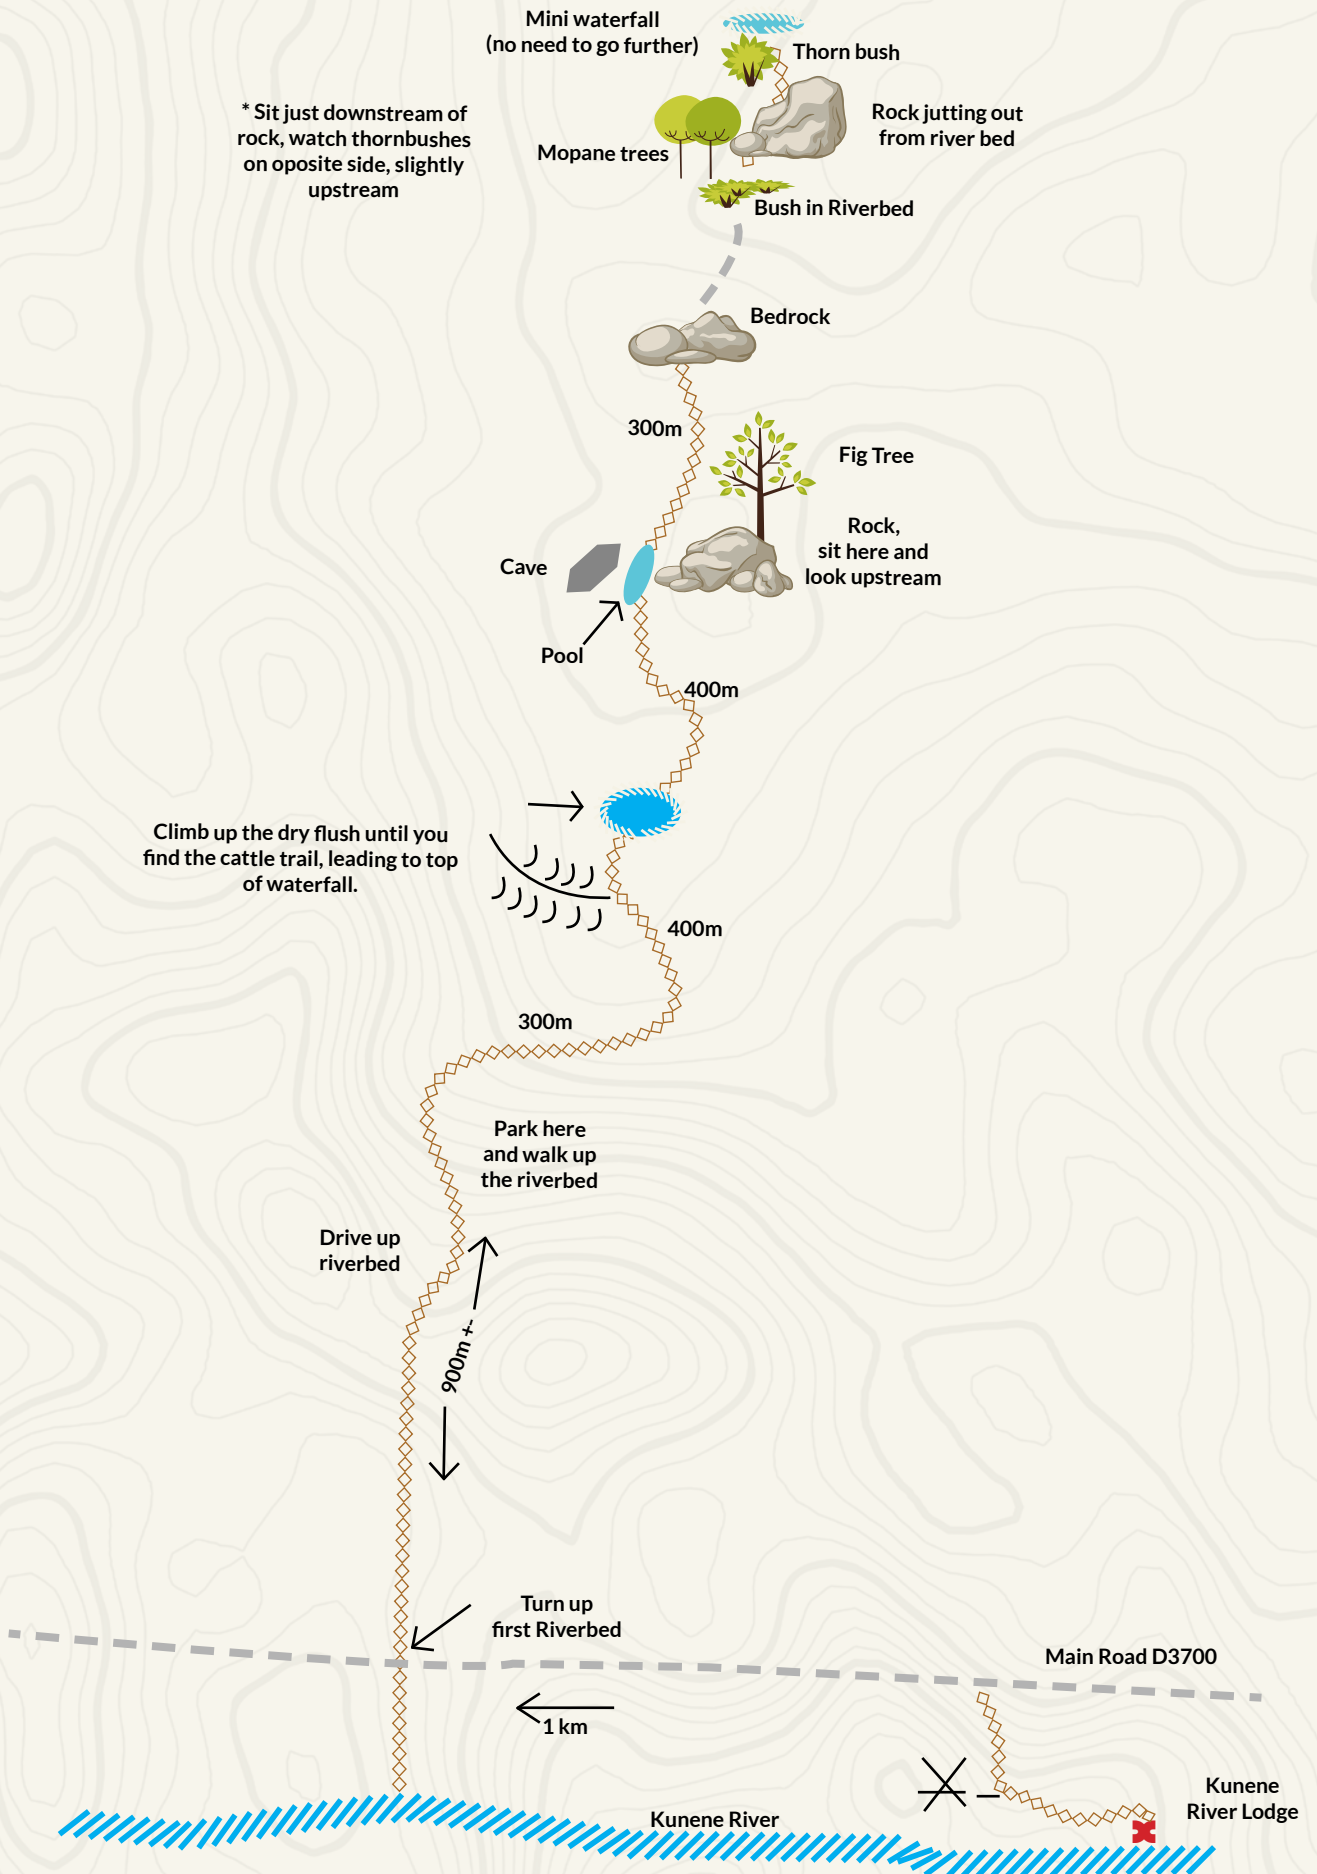 Mini waterfall
(no need to go further)
Thorn bush
* Sit just downstream of
rock, watch thornbushes
on oposite side, slightly
upstream
Rock jutting out
from river bed
Mopane trees
Bush in Riverbed
Bedrock
300m
Fig Tree
Rock,
sit here and
look upstream
Cave
Pool
400m
Climb up the dry flush until you
find the cattle trail, leading to top
of waterfall.
400m
300m
Park here
and walk up
the riverbed
Drive up
riverbed
900m +-
Turn up
first Riverbed
Main Road D3700
1 km
Kunene
River Lodge
Kunene River